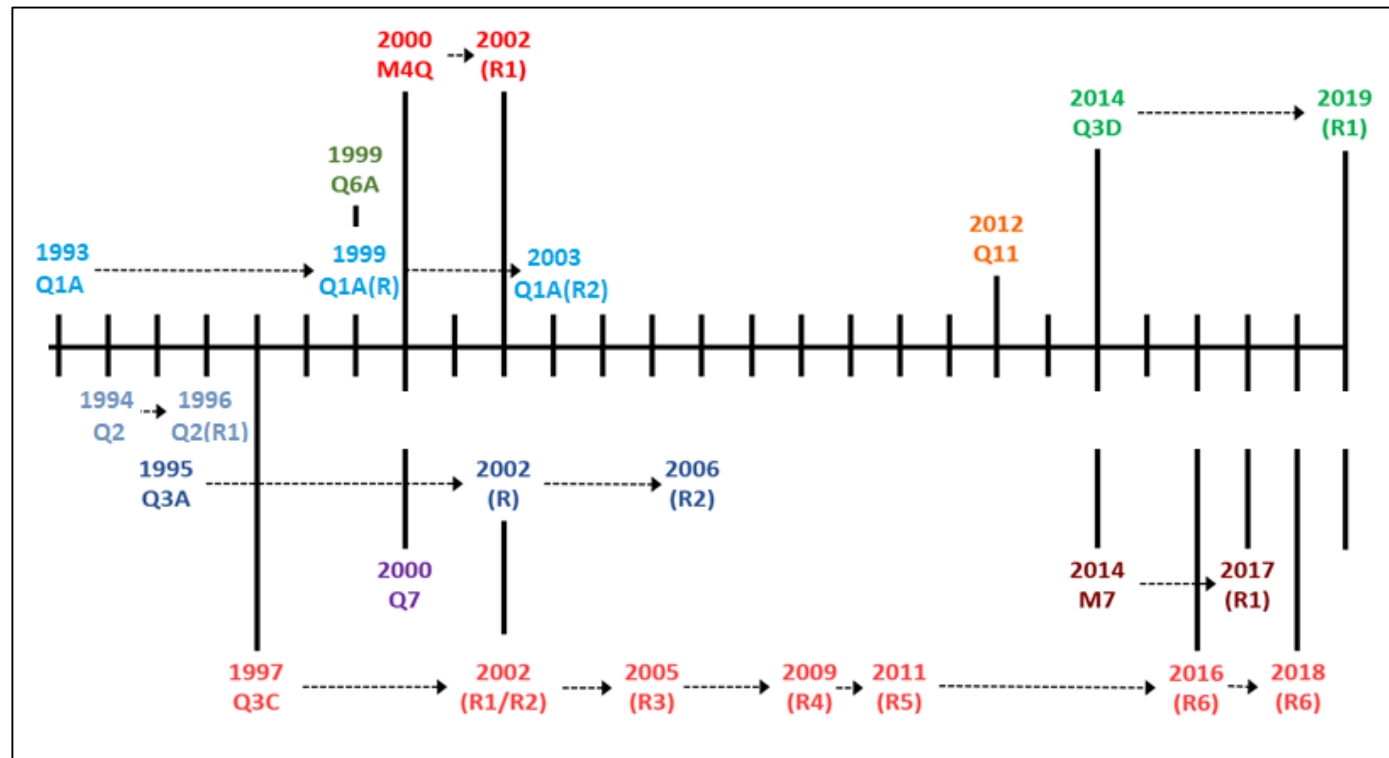 2000
M4Q
2002
(R1)
2014
Q3D
2019
(R1)
1999
Q6A
2012
Q11
1993
Q1A
1999
Q1A(R)
2003
Q1A(R2)
1994
Q2
1996
Q2(R1)
1995
Q3A
2002
(R)
2006
(R2)
2000
Q7
2014
M7
2017
(R1)
1997
Q3C
2002
(R1/R2)
2005
(R3)
2009
(R4)
2011
(R5)
2016
(R6)
2018
(R6)